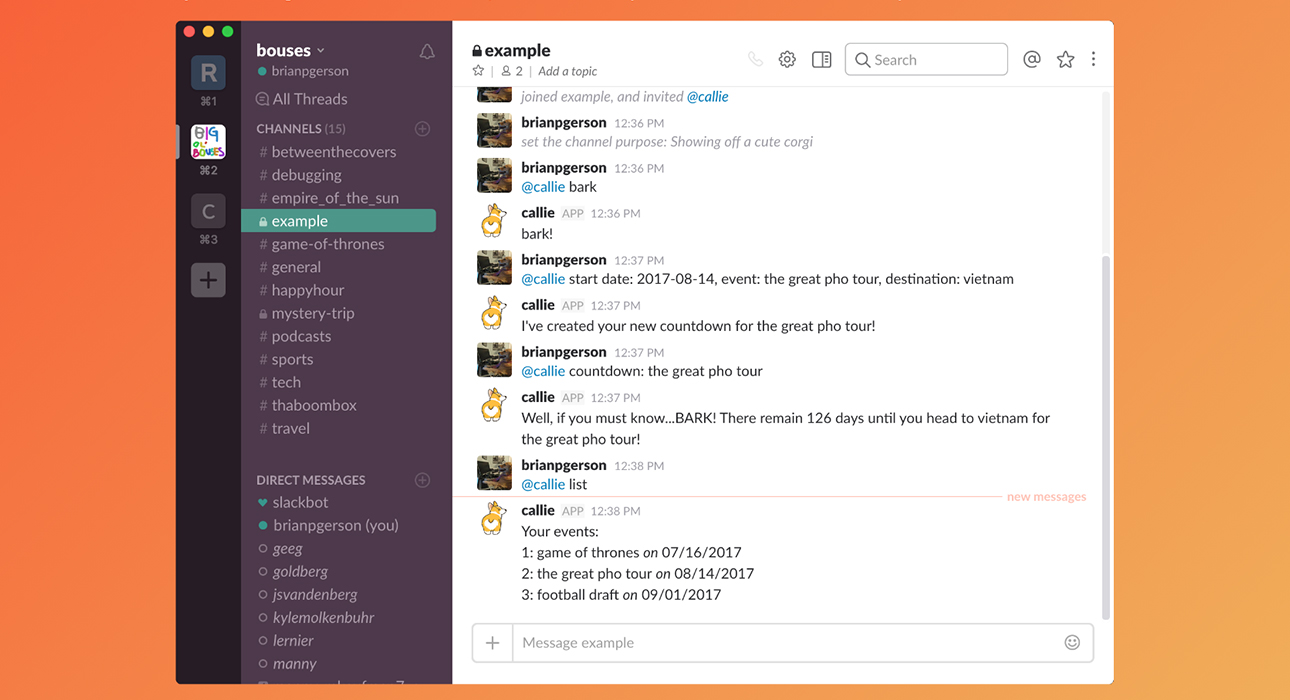 R
⌘1
BIG
OL'
BOUSES
⌘2
C
⌘3
+
bouses
brianpgerson
All Threads
CHANNELS (15)
# betweenthecovers
# debugging
# empire_of_the_sun
example
# game-of-thrones
# general
# happyhour
mystery-trip
# podcasts
# sports
# tech
# thaboombox
# travel
DIRECT MESSAGES
slackbot
brianpgerson (you)
geeg
goldberg
jsvandenberg
kylemolkenbuhr
lernier
manny
example
2 | Add a topic
Search
@
joined example, and invited @callie
brianpgerson 12:36 PM
set the channel purpose: Showing off a cute corgi
brianpgerson 12:36 PM
@callie bark
callie APP 12:36 PM
bark!
brianpgerson 12:37 PM
@callie start date: 2017-08-14, event: the great pho tour, destination: vietnam
callie APP 12:37 PM
I've created your new countdown for the great pho tour!
brianpgerson 12:37 PM
@callie countdown: the great pho tour
callie APP 12:37 PM
Well, if you must know...BARK! There remain 126 days until you head to vietnam for
the great pho tour!
brianpgerson 12:38 PM
@callie list
new messages
callie APP 12:38 PM
Your events:
1: game of thrones on 07/16/2017
2: the great pho tour on 08/14/2017
3: football draft on 09/01/2017
+ Message example